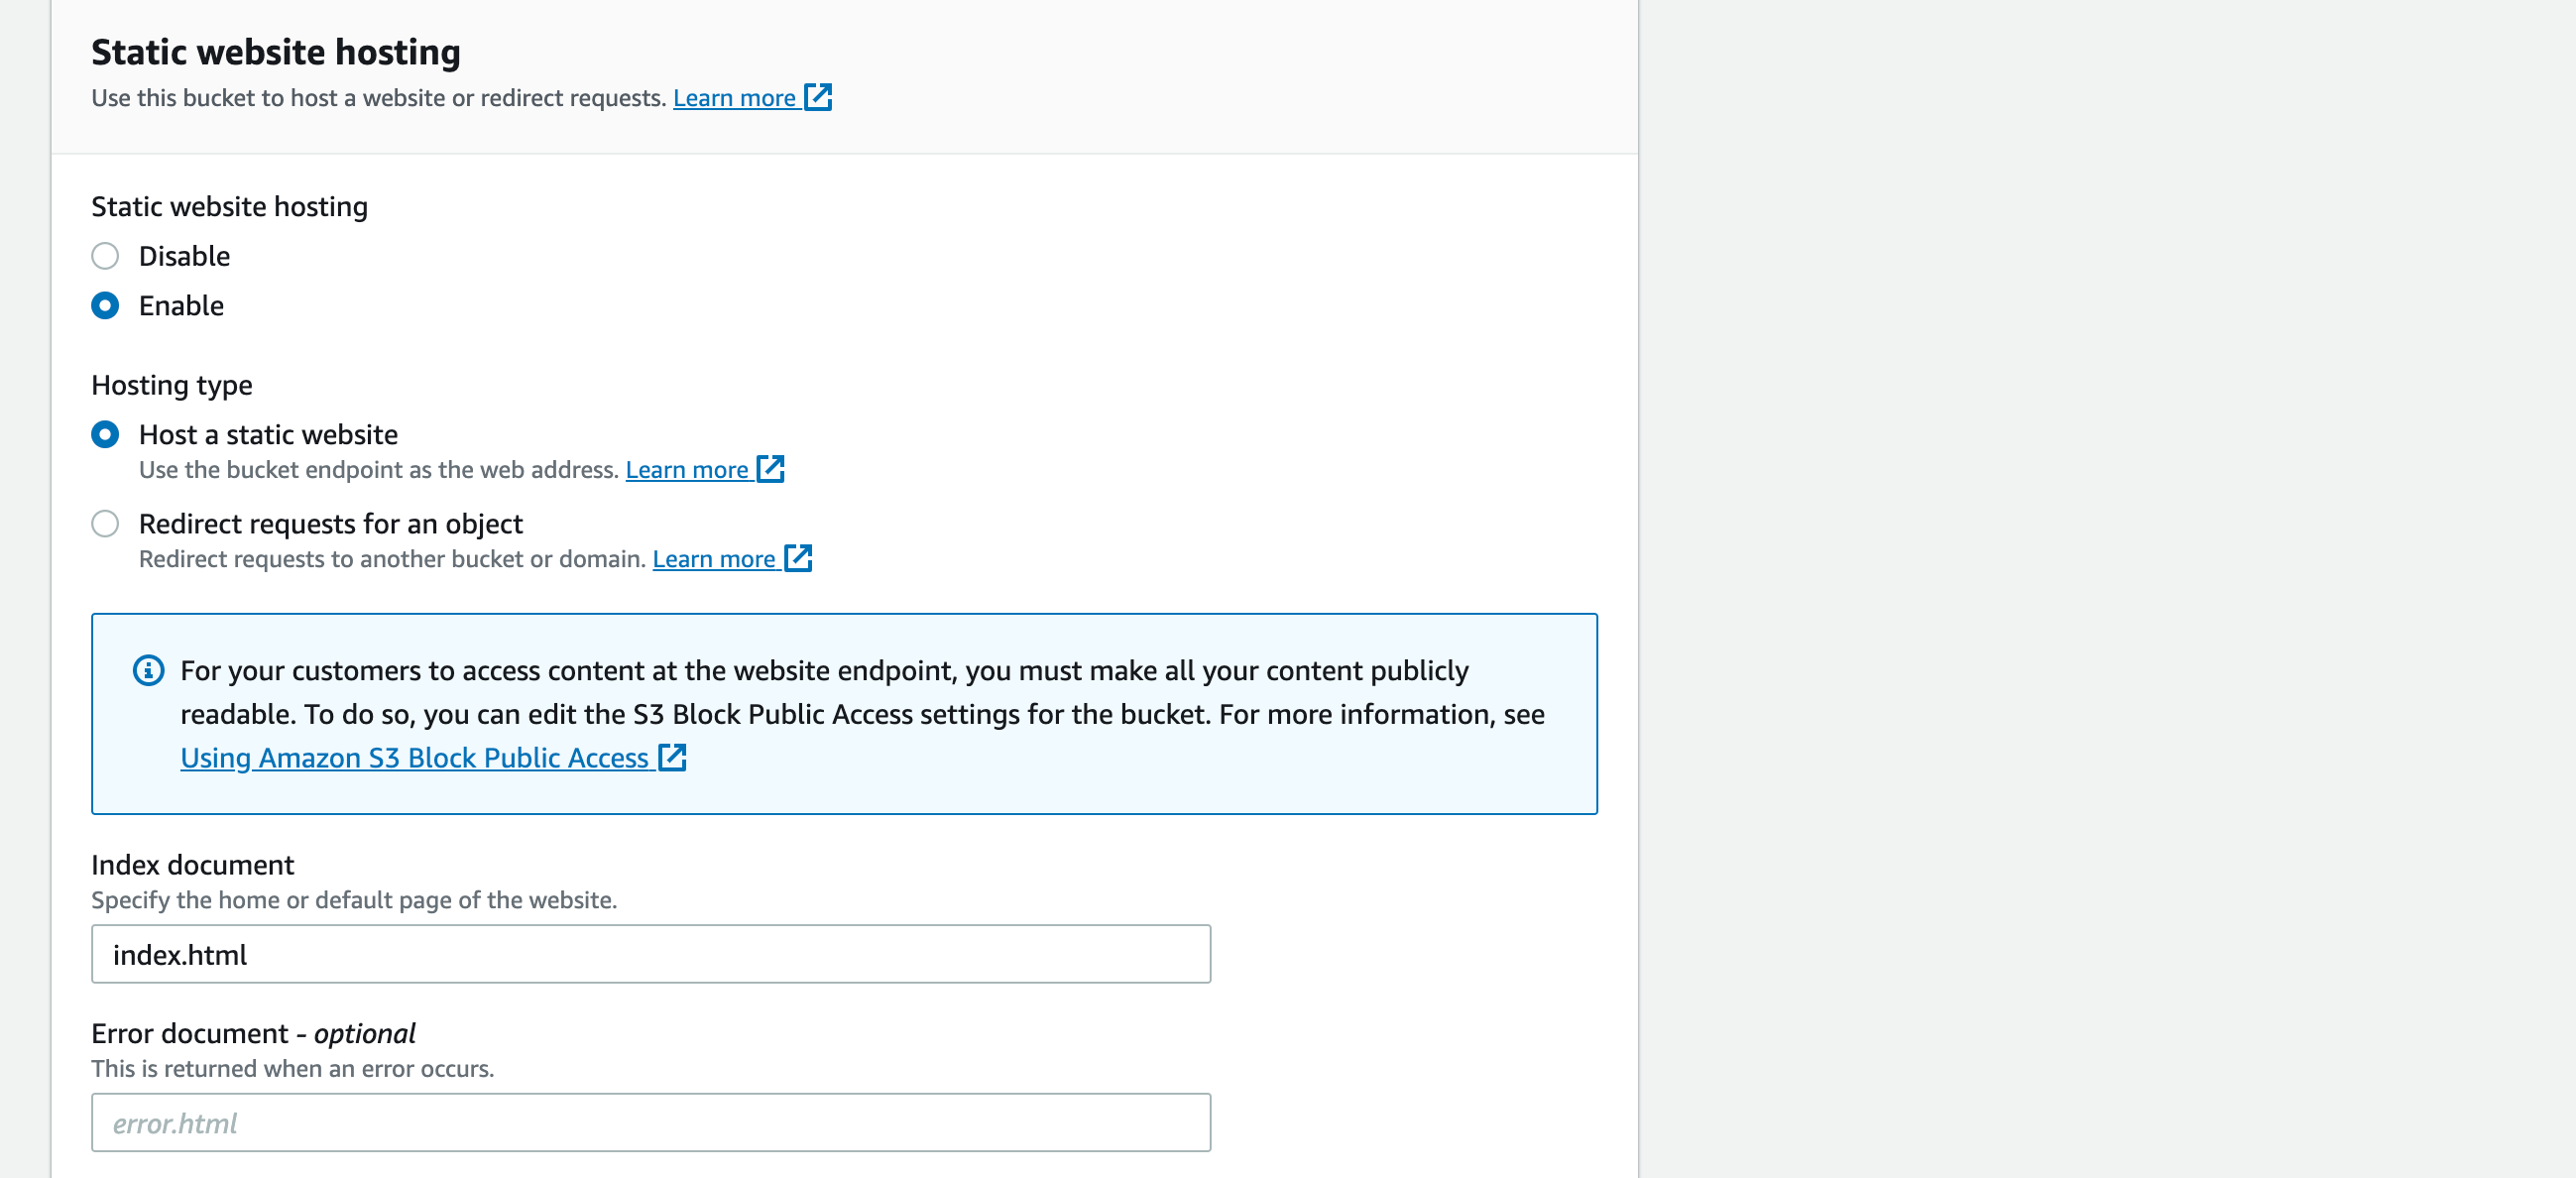 Static website hosting
Use this bucket to host a website or redirect requests. Learn more
Static website hosting
Disable
Enable
Hosting type
Host a static website
Use the bucket endpoint as the web address. Learn more
Redirect requests for an object
Redirect requests to another bucket or domain. Learn more
For your customers to access content at the website endpoint, you must make all your content publicly
readable. To do so, you can edit the S3 Block Public Access settings for the bucket. For more information, see
Using Amazon S3 Block Public Access
Index document
Specify the home or default page of the website.
index.html
Error document - optional
This is returned when an error occurs.
error.html